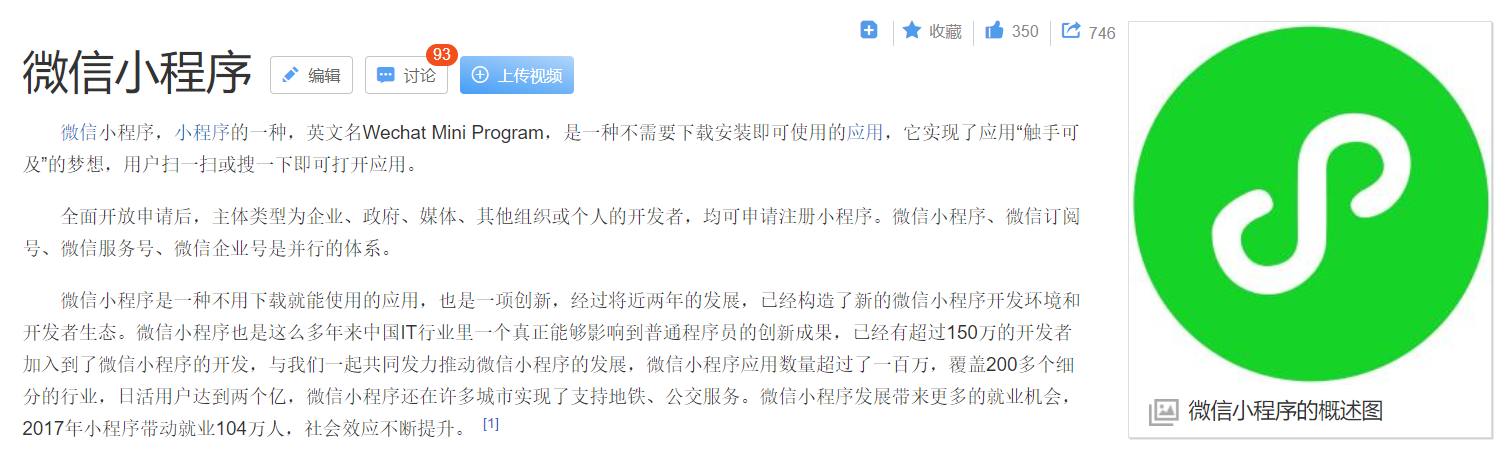 收藏
350
746
微信小程序
编辑
讨论
93
上传视频
微信小程序，小程序的一种，英文名Wechat Mini Program，是一种不需要下载安装即可使用的应用，它实现了应用“触手可
及”的梦想，用户扫一扫或搜一下即可打开应用。
全面开放申请后，主体类型为企业、政府、媒体、其他组织或个人的开发者，均可申请注册小程序。微信小程序、微信订阅
号、微信服务号、微信企业号是并行的体系。
微信小程序是一种不用下载就能使用的应用，也是一项创新，经过将近两年的发展，已经构造了新的微信小程序开发环境和
开发者生态。微信小程序也是这么多年来中国IT行业里一个真正能够影响到普通程序员的创新成果，已经有超过150万的开发者
加入到了微信小程序的开发，与我们一起共同发力推动微信小程序的发展，微信小程序应用数量超过了一百万，覆盖200多个细
分的行业，日活用户达到两个亿，微信小程序还在许多城市实现了支持地铁、公交服务。微信小程序发展带来更多的就业机会，
2017年小程序带动就业104万人，社会效应不断提升。 [1]
微信小程序的概述图